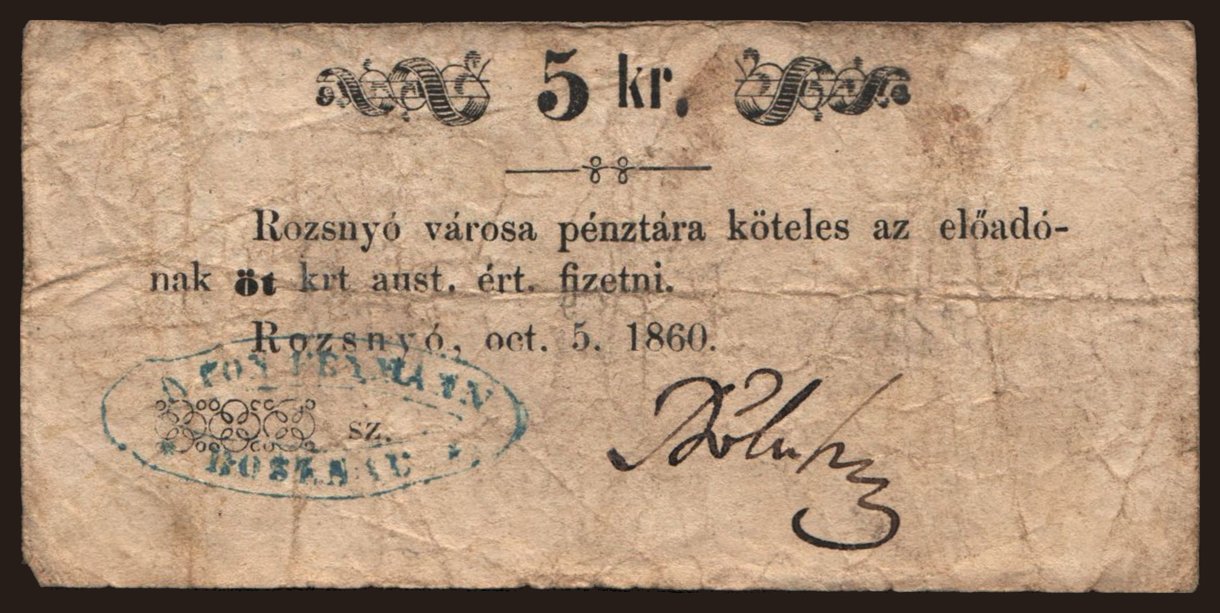 5 kr.
Rozsnyó városa pénztára köteles az előadó-
nak öt krt aust. ért. fizetni.
Rozsnyó, oct. 5. 1860.
sz.